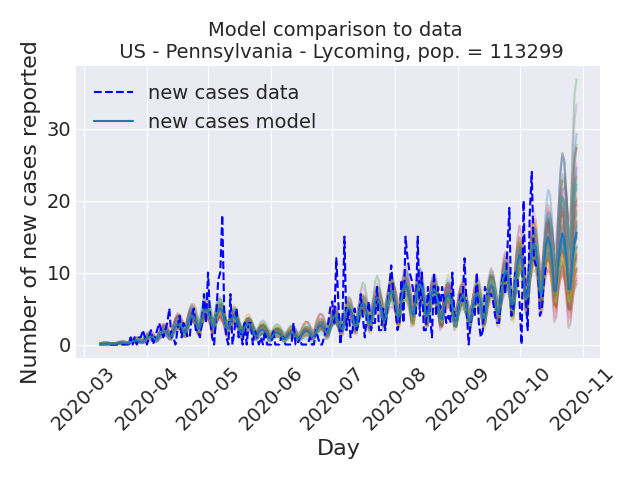 Model comparison to data
US - Pennsylvania - Lycoming, pop. = 113299
Number of new cases reported
new cases data
new cases model
30
20
10
0
2020-03
2020-04
2020-05
2020-06
2020-07
2020-08
2020-09
2020-10
2020-11
Day